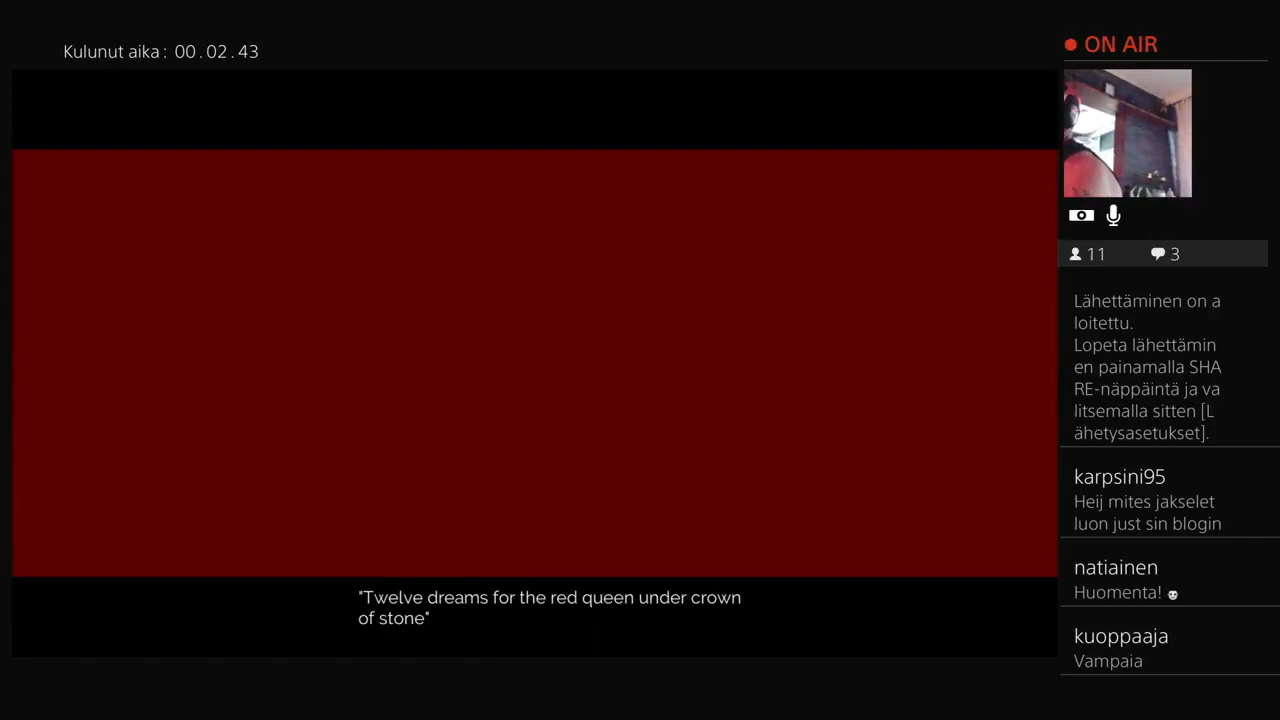 Kulunut aika: 00.02.43
ON AIR
11
3
Lähettäminen on a
loitettu.
Lopeta lähettämin
en painamalla SHA
RE-näppäintä ja va
litsemalla sitten [L
ähetysasetukset].
karpsini95
Heij mites jakselet
luon just sin blogin
natiainen
Huomenta!
kuoppaaja
Vampaia
"Twelve dreams for the red queen under crown
of stone"